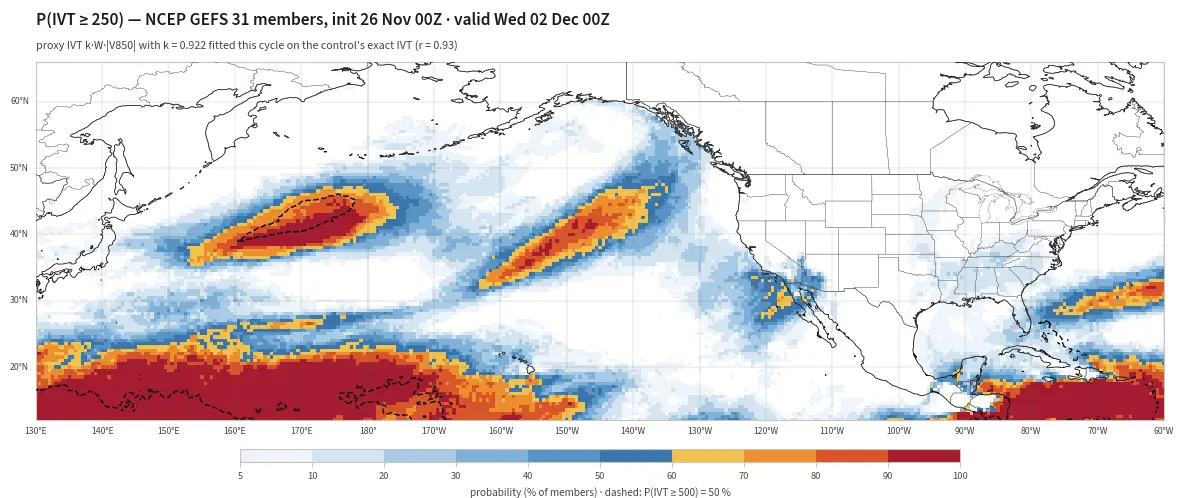 P(IVT ≥ 250) — NCEP GEFS 31 members, init 26 Nov 00Z · valid Wed 02 Dec 00Z
proxy IVT k·W·|V850| with k = 0.922 fitted this cycle on the control's exact IVT (r = 0.93)
60°N
50°N
40°N
30°N
20°N
130°E 140°E 150°E 160°E 170°E 180° 170°W 160°W 150°W 140°W 130°W 120°W 110°W 100°W 90°W 80°W 70°W 60°W
5 10 20 30 40 50 60 70 80 90 100
probability (% of members) · dashed: P(IVT ≥ 500) = 50 %